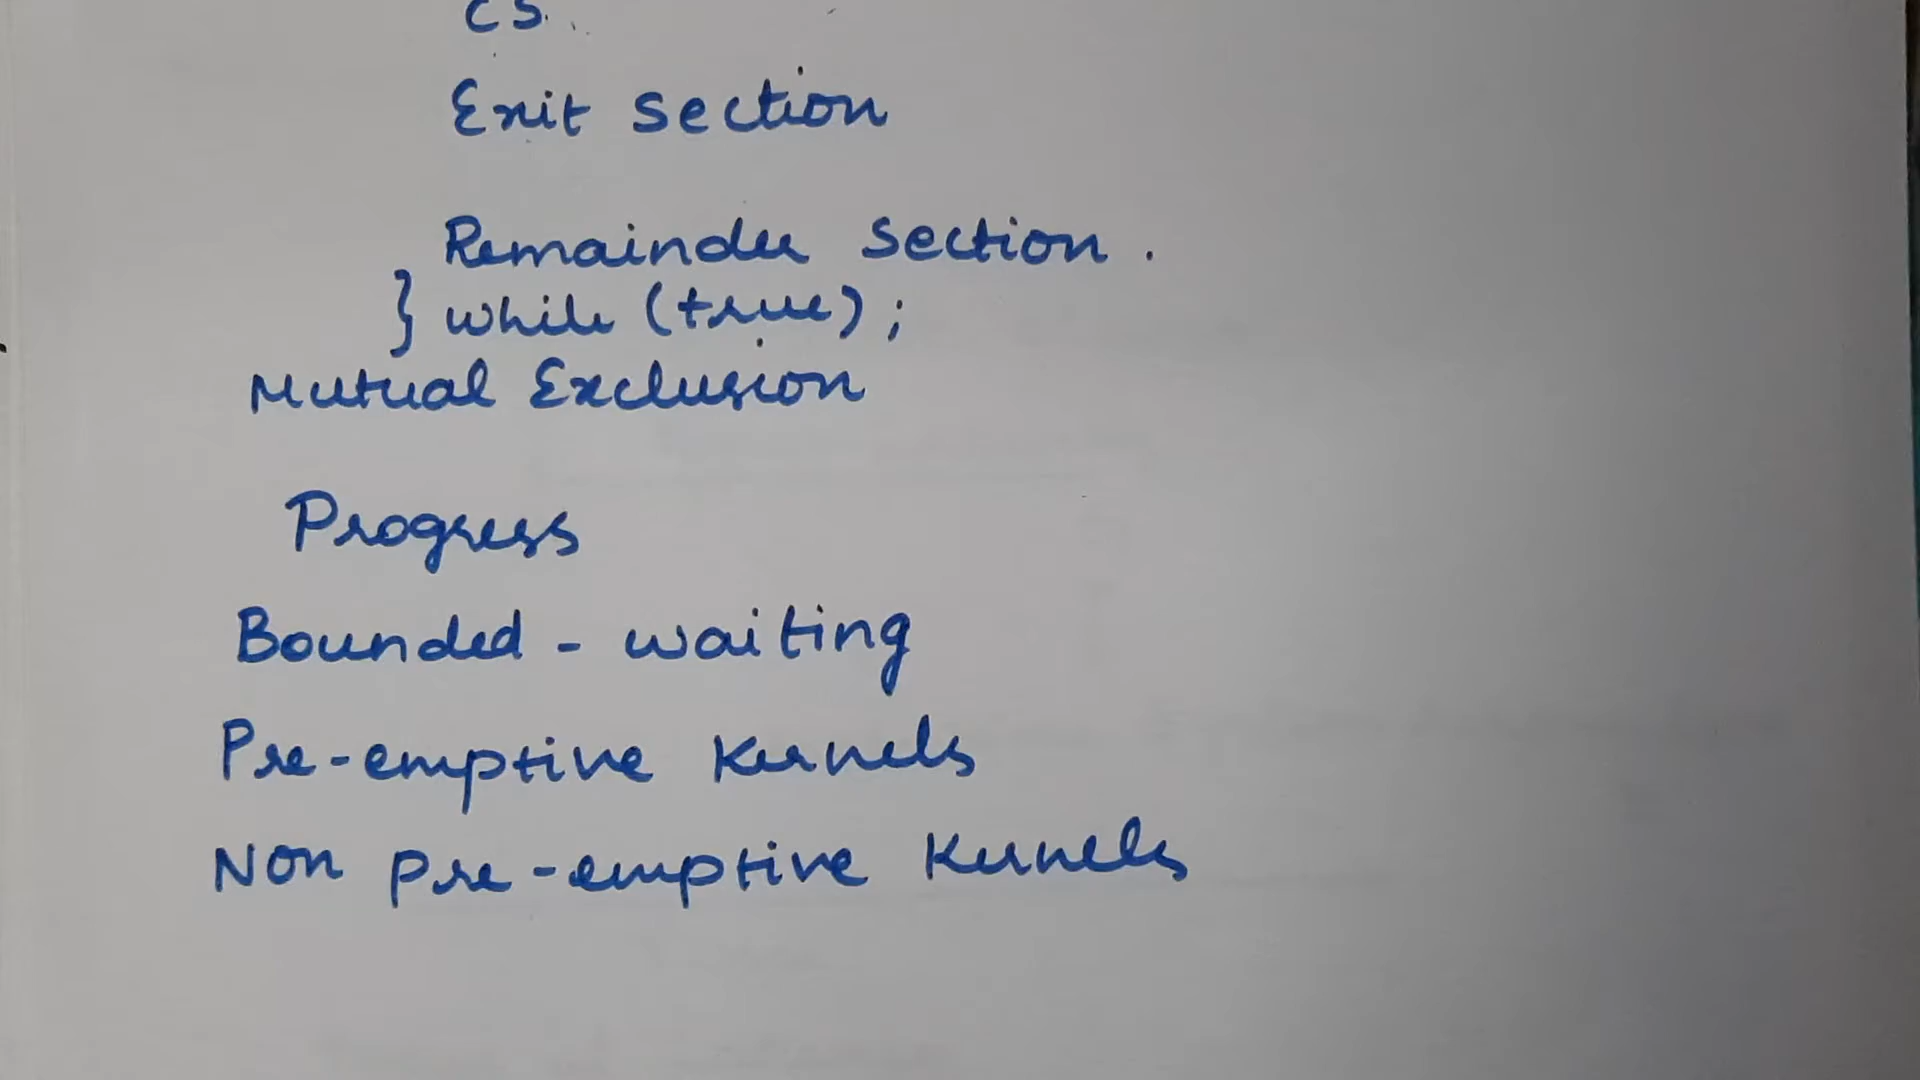 CS.
Exit section
Remainder section.
} while (true);
Mutual Exclusion
Progress
Bounded - waiting
Pre-emptive Kernels
Non pre-emptive Kernels